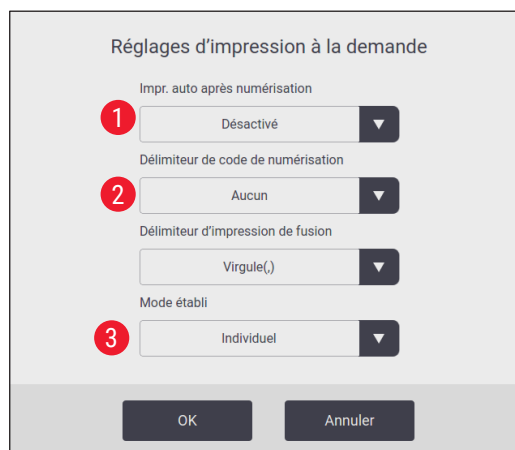 Réglages d’impression à la demande
Impr. auto après numérisation
1 Désactivé
Délimiteur de code de numérisation
2 Aucun
Délimiteur d’impression de fusion
Virgule(,)
Mode établi
3 Individuel
OK Annuler